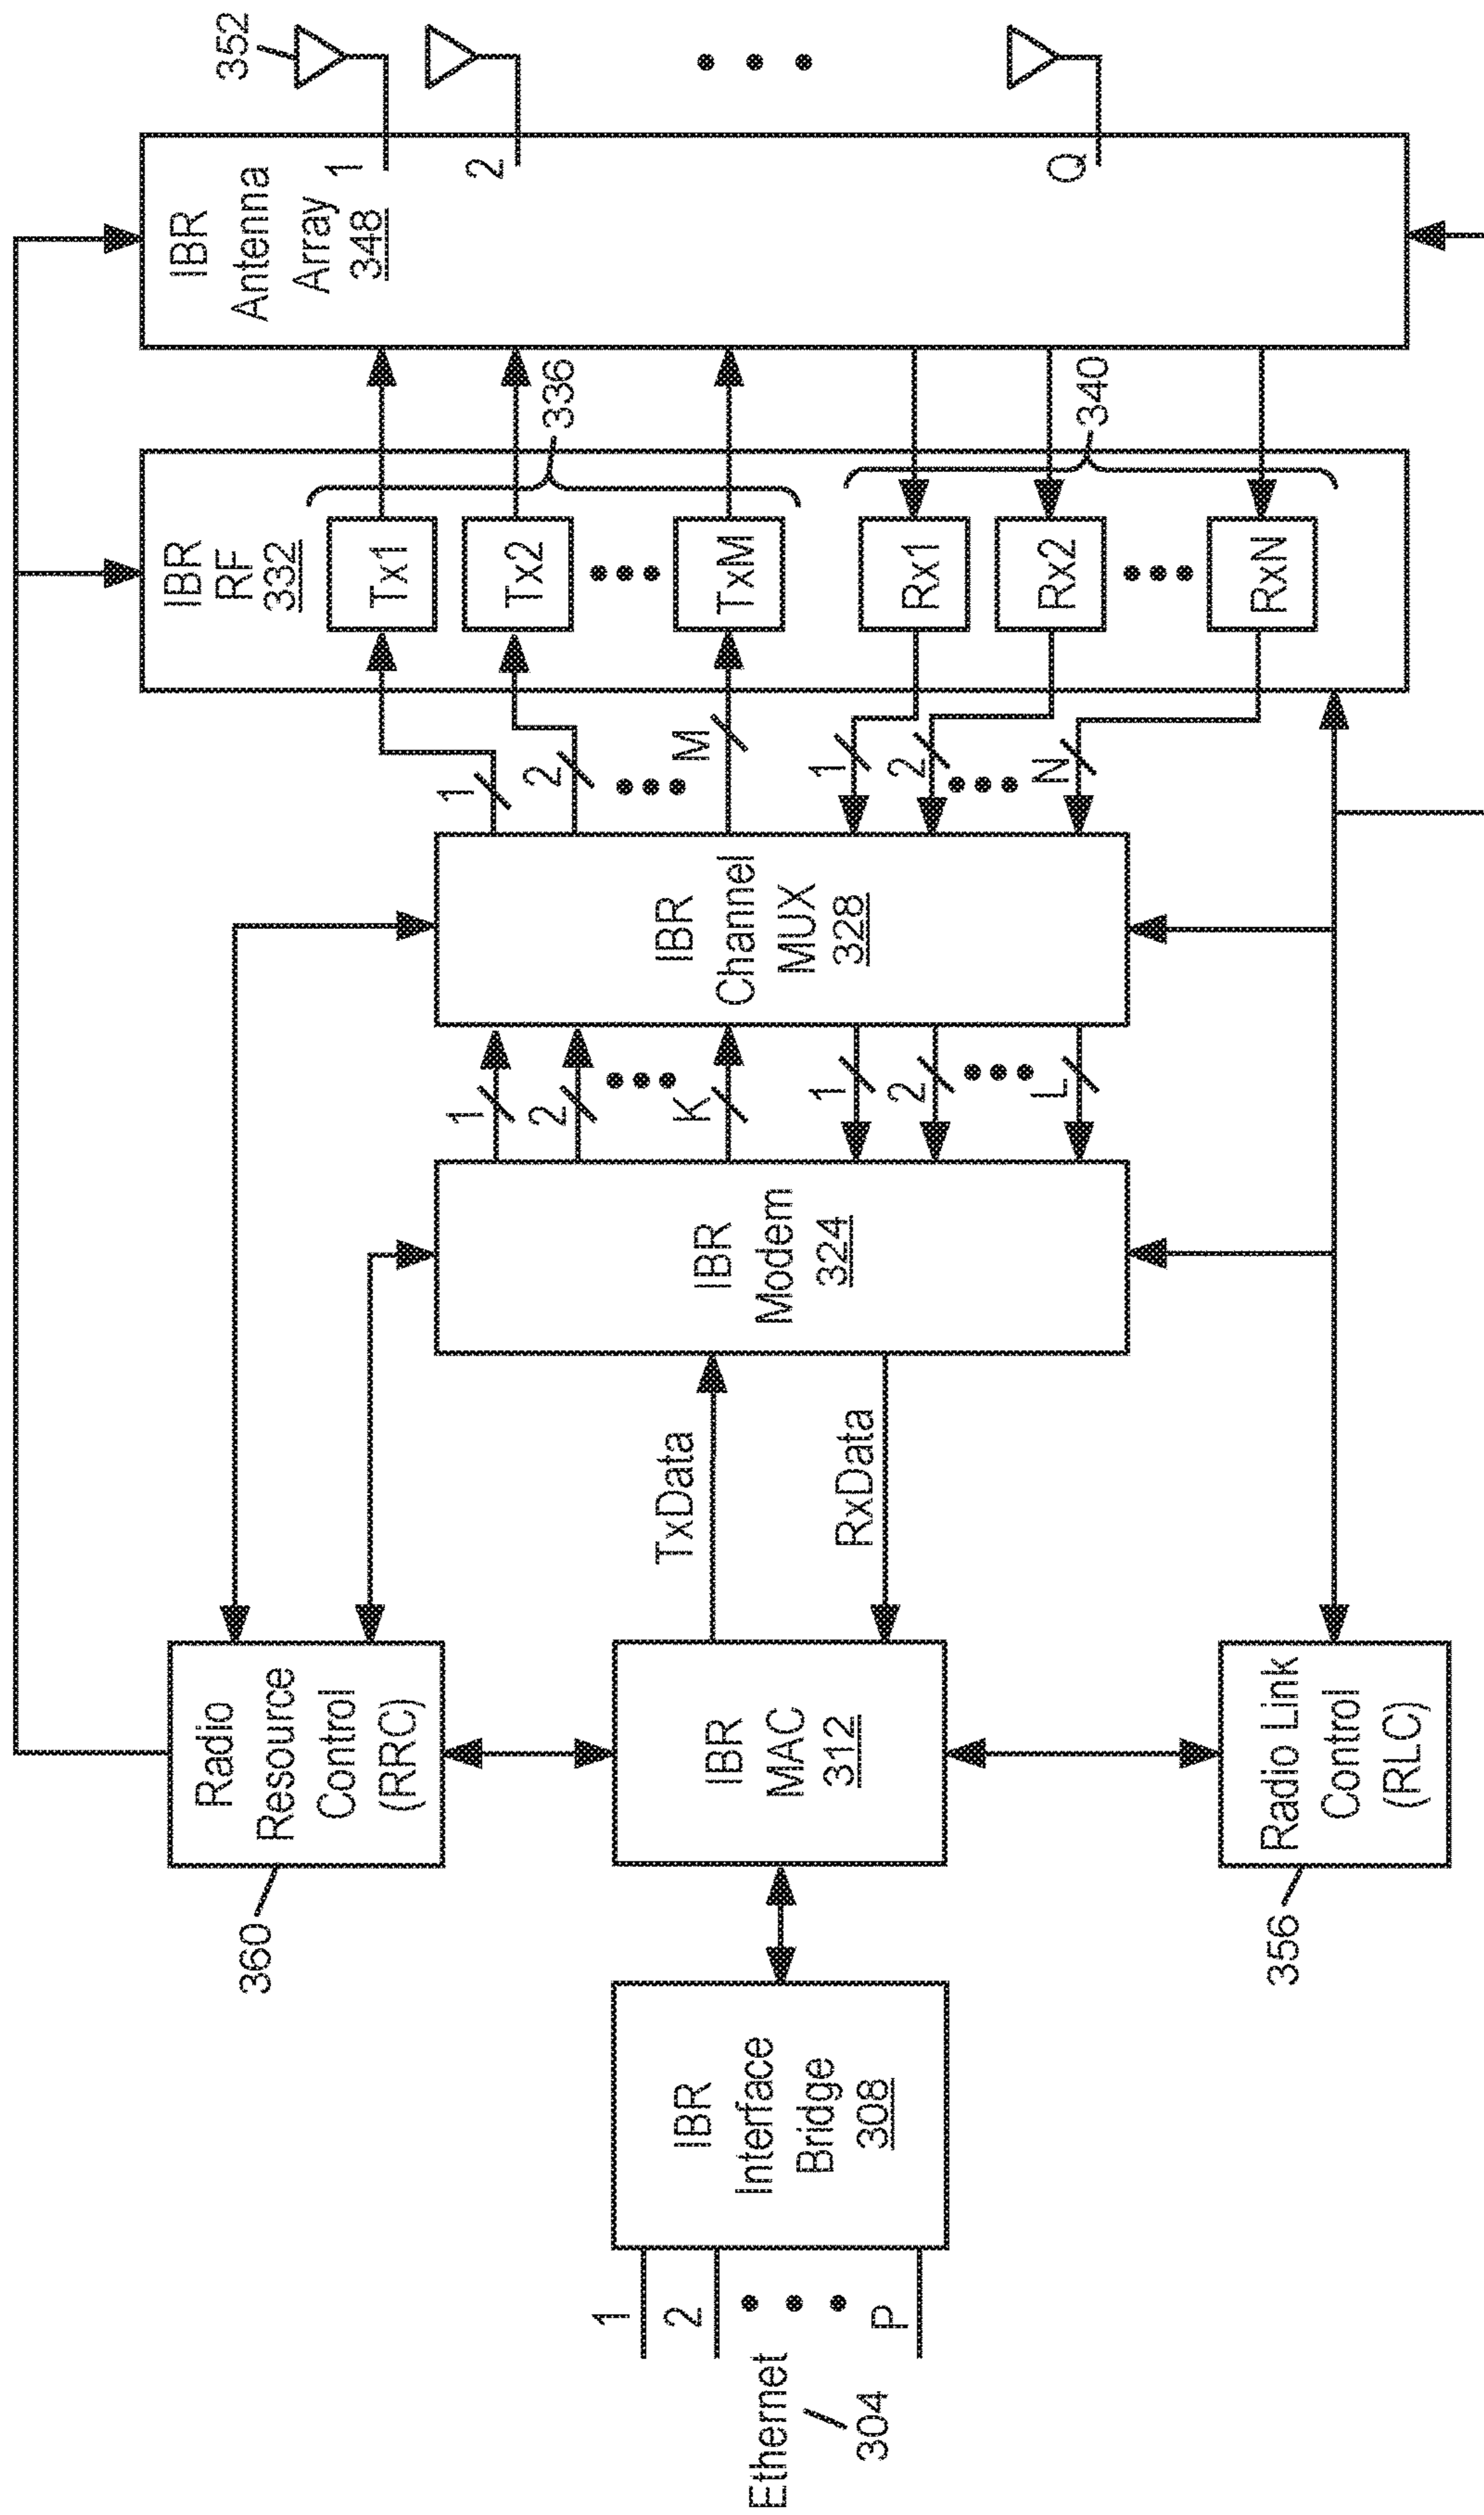 Ethernet
304
1
2
P
IBR
Interface
Bridge
308
360
Radio
Resource
Control
(RRC)
IBR
MAC
312
356
Radio Link
Control
(RLC)
TxData
RxData
IBR
Modem
324
1
2
K
1
2
L
IBR
Channel
MUX
328
1
2
M
1
2
N
IBR
RF
332
Tx1
Tx2
TxM
336
Rx1
Rx2
RxN
340
IBR
Antenna
Array
348
1
2
Q
352